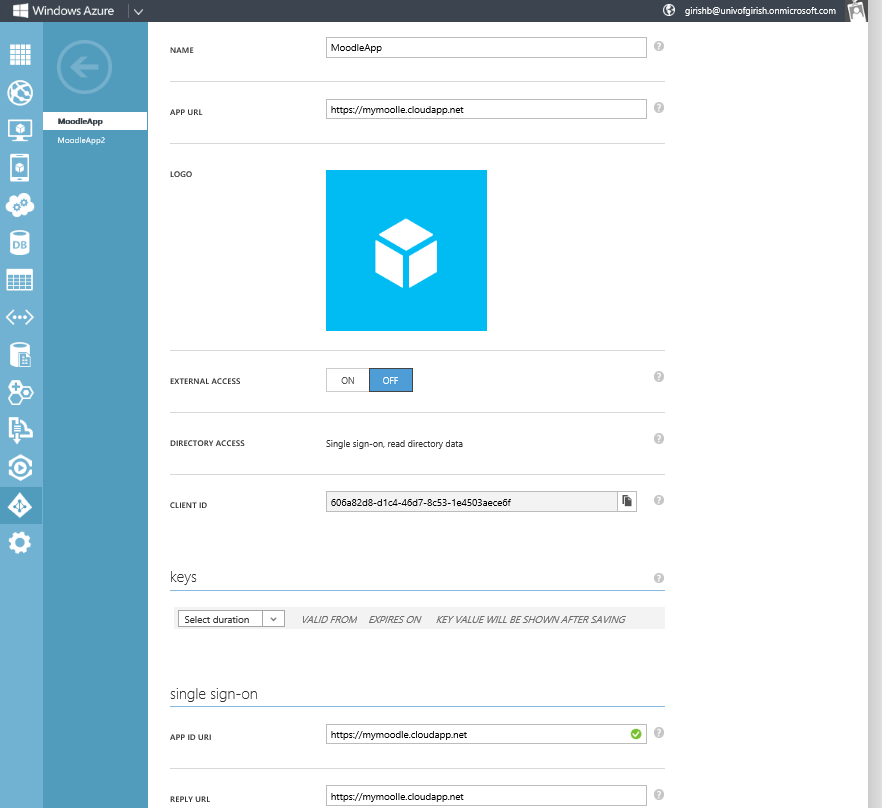 Windows Azure
girishb@univofgirish.onmicrosoft.com
MoodleApp
MoodleApp2
DB
NAME
MoodleApp
APP URL
https://mymoolle.cloudapp.net
LOGO
EXTERNAL ACCESS
ON OFF
DIRECTORY ACCESS
Single sign-on, read directory data
CLIENT ID
606a82d8-d1c4-46d7-8c53-1e4503aece6f
keys
Select duration VALID FROM EXPIRES ON KEY VALUE WILL BE SHOWN AFTER SAVING
single sign-on
APP ID URI
https://mymoodle.cloudapp.net
REPLY URL
https://mymoolle.cloudapp.net